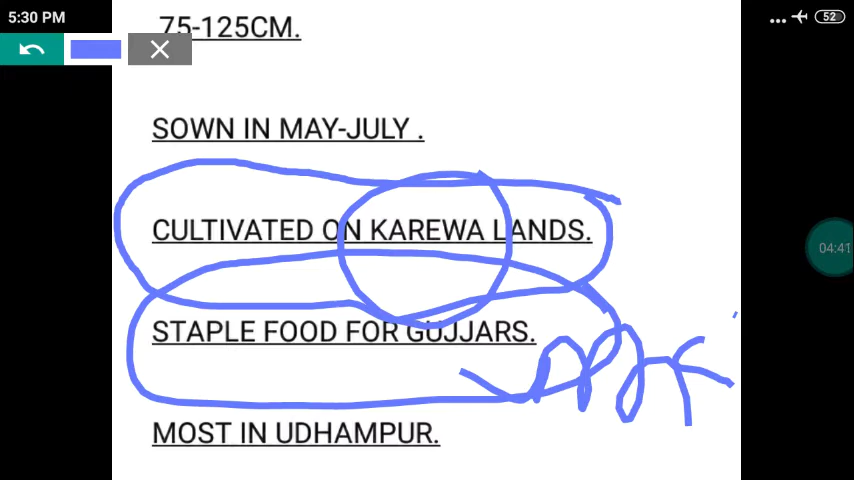 5:30 PM
52
75-125CM.
SOWN IN MAY-JULY .
CULTIVATED ON KAREWA LANDS.
04:41
STAPLE FOOD FOR GUJJARS.
MOST IN UDHAMPUR.